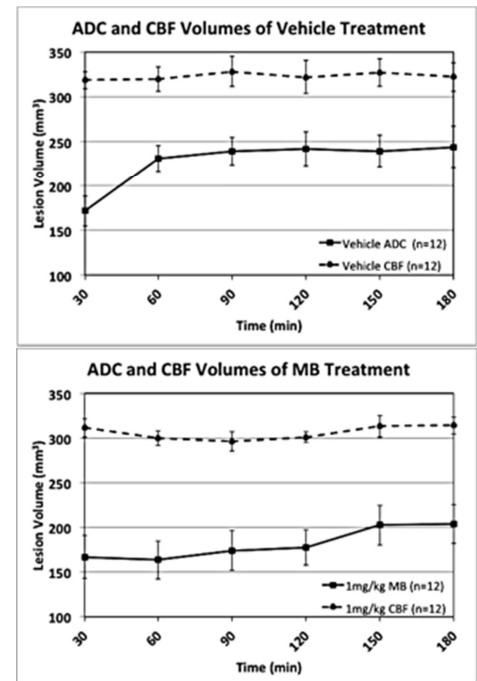 ADC and CBF Volumes of Vehicle Treatment
350
300
250
200
150
100
Lesion Volume (mm³)
Vehicle ADC (n=12)
Vehicle CBF (n=12)
30 60 90 120 150 180
Time (min)
ADC and CBF Volumes of MB Treatment
350
300
250
200
150
100
Lesion Volume (mm³)
1mg/kg MB (n=12)
1mg/kg CBF (n=12)
30 60 90 120 150 180
Time (min)